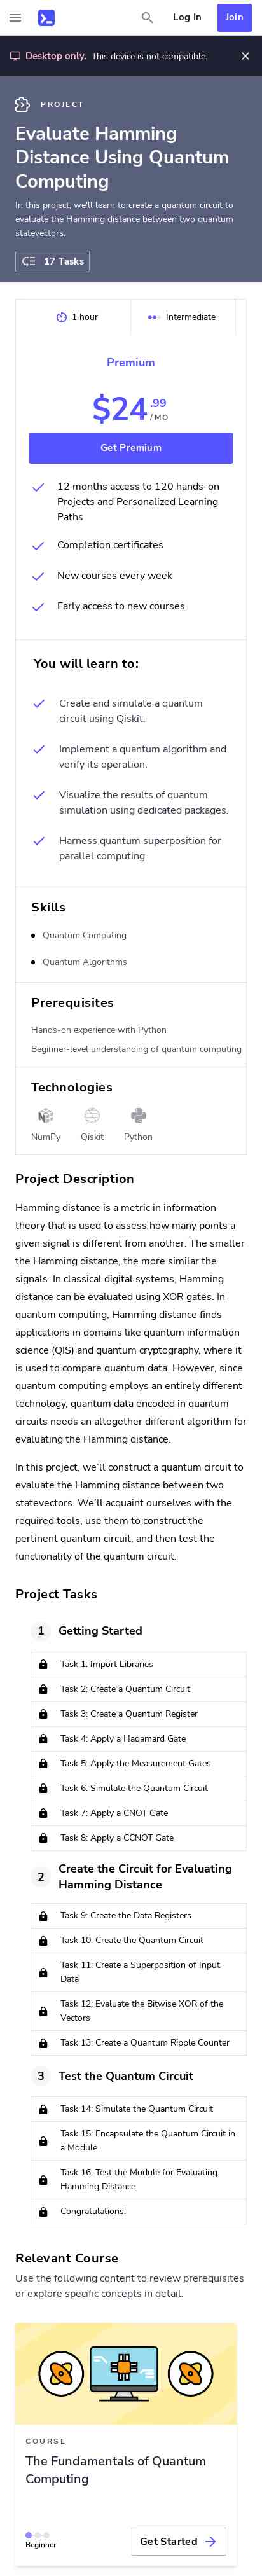 Log In
Join
Desktop only. This device is not compatible.
PROJECT
Evaluate Hamming
Distance Using Quantum
Computing
In this project, we'll learn to create a quantum circuit to
evaluate the Hamming distance between two quantum
statevectors.
17 Tasks
1 hour
Intermediate
Premium
$24 .99 / MO
Get Premium
12 months access to 120 hands-on
Projects and Personalized Learning
Paths
Completion certificates
New courses every week
Early access to new courses
You will learn to:
Create and simulate a quantum
circuit using Qiskit.
Implement a quantum algorithm and
verify its operation.
Visualize the results of quantum
simulation using dedicated packages.
Harness quantum superposition for
parallel computing.
Skills
Quantum Computing
Quantum Algorithms
Prerequisites
Hands-on experience with Python
Beginner-level understanding of quantum computing
Technologies
NumPy
Qiskit
Python
Project Description
Hamming distance is a metric in information
theory that is used to assess how many points a
given signal is different from another. The smaller
the Hamming distance, the more similar the
signals. In classical digital systems, Hamming
distance can be evaluated using XOR gates. In
quantum computing, Hamming distance finds
applications in domains like quantum information
science (QIS) and quantum cryptography, where it
is used to compare quantum data. However, since
quantum computing employs an entirely different
technology, quantum data encoded in quantum
circuits needs an altogether different algorithm for
evaluating the Hamming distance.
In this project, we'll construct a quantum circuit to
evaluate the Hamming distance between two
statevectors. We'll acquaint ourselves with the
required tools, use them to construct the
pertinent quantum circuit, and then test the
functionality of the quantum circuit.
Project Tasks
1
Getting Started
Task 1: Import Libraries
Task 2: Create a Quantum Circuit
Task 3: Create a Quantum Register
Task 4: Apply a Hadamard Gate
Task 5: Apply the Measurement Gates
Task 6: Simulate the Quantum Circuit
Task 7: Apply a CNOT Gate
Task 8: Apply a CCNOT Gate
2
Create the Circuit for Evaluating
Hamming Distance
Task 9: Create the Data Registers
Task 10: Create the Quantum Circuit
Task 11: Create a Superposition of Input
Data
Task 12: Evaluate the Bitwise XOR of the
Vectors
Task 13: Create a Quantum Ripple Counter
3
Test the Quantum Circuit
Task 14: Simulate the Quantum Circuit
Task 15: Encapsulate the Quantum Circuit in
a Module
Task 16: Test the Module for Evaluating
Hamming Distance
Congratulations!
Relevant Course
Use the following content to review prerequisites
or explore specific concepts in detail.
COURSE
The Fundamentals of Quantum
Computing
Beginner
Get Started